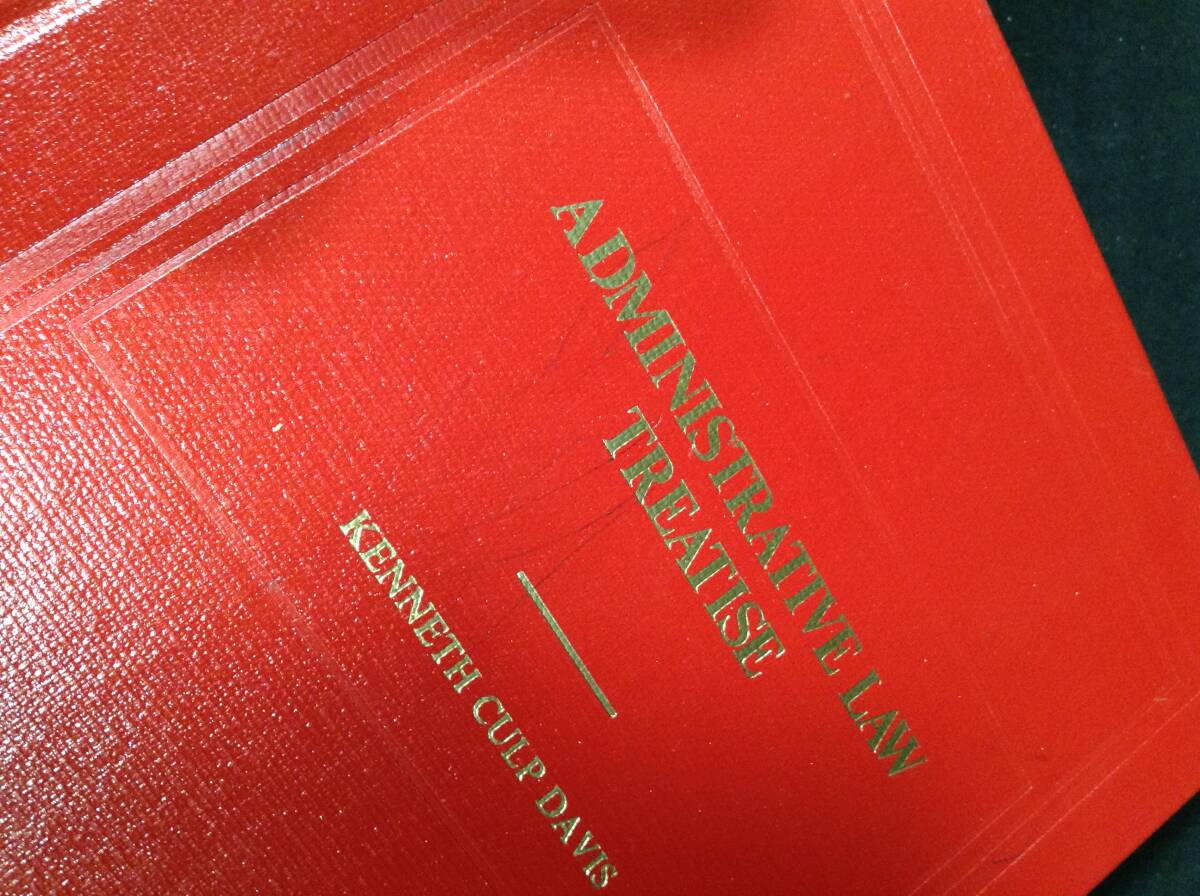 ADMINISTRATIVE LAW
TREATISE
KENNETH CULP DAVIS